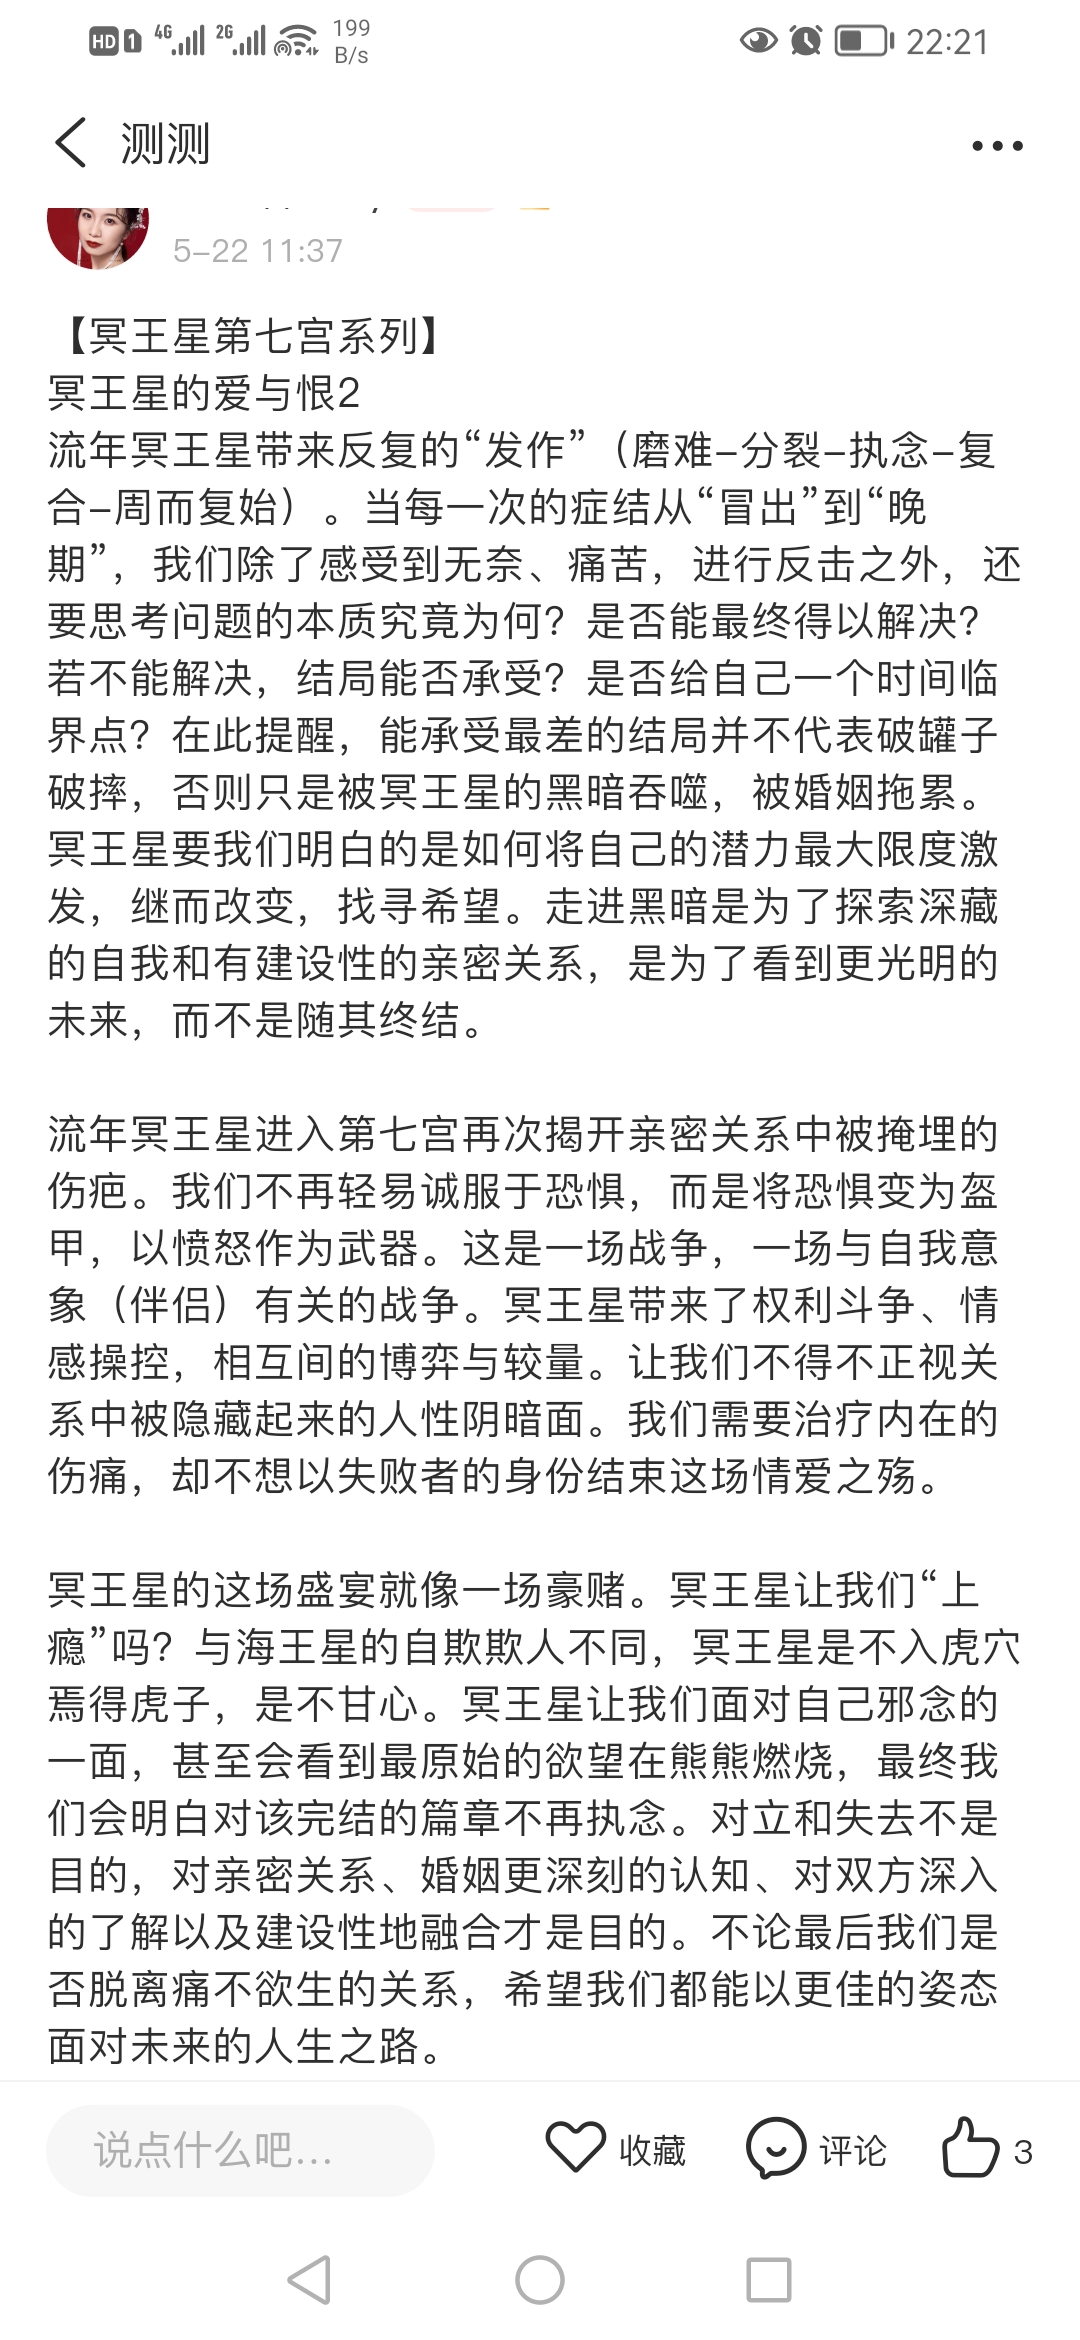 HD 1 4G 2G 199 B/s 22:21
测测
5-22 11:37
【冥王星第七宫系列】
冥王星的爱与恨2
流年冥王星带来反复的“发作”（磨难-分裂-执念-复
合-周而复始）。当每一次的症结从“冒出”到“晚
期”，我们除了感受到无奈、痛苦，进行反击之外，还
要思考问题的本质究竟为何？是否能最终得以解决？
若不能解决，结局能否承受？是否给自己一个时间临
界点？在此提醒，能承受最差的结局并不代表破罐子
破摔，否则只是被冥王星的黑暗吞噬，被婚姻拖累。
冥王星要我们明白的是如何将自己的潜力最大限度激
发，继而改变，找寻希望。走进黑暗是为了探索深藏
的自我和有建设性的亲密关系，是为了看到更光明的
未来，而不是随其终结。
流年冥王星进入第七宫再次揭开亲密关系中被掩埋的
伤疤。我们不再轻易诚服于恐惧，而是将恐惧变为盔
甲，以愤怒作为武器。这是一场战争，一场与自我意
象（伴侣）有关的战争。冥王星带来了权利斗争、情
感操控，相互间的博弈与较量。让我们不得不正视关
系中被隐藏起来的人性阴暗面。我们需要治疗内在的
伤痛，却不想以失败者的身份结束这场情爱之殇。
冥王星的这场盛宴就像一场豪赌。冥王星让我们“上
瘾”吗？与海王星的自欺欺人不同，冥王星是不入虎穴
焉得虎子，是不甘心。冥王星让我们面对自己邪念的
一面，甚至会看到最原始的欲望在熊熊燃烧，最终我
们会明白对该完结的篇章不再执念。对立和失去不是
目的，对亲密关系、婚姻更深刻的认知、对双方深入
的了解以及建设性地融合才是目的。不论最后我们是
否脱离痛不欲生的关系，希望我们都能以更佳的姿态
面对未来的人生之路。
说点什么吧... 收藏 评论 3